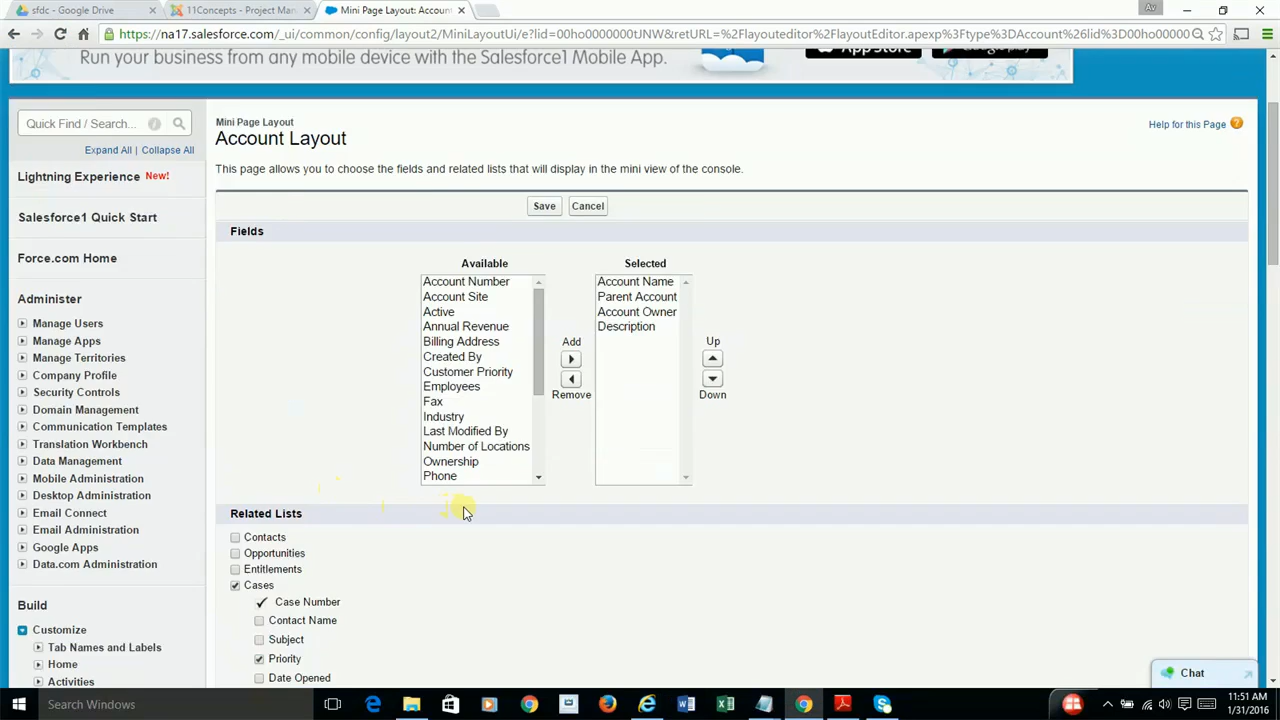 sfdc - Google Drive
11Concepts - Project Man
Mini Page Layout: Accoun
Av
https://na17.salesforce.com/_ui/common/config/layout2/MiniLayoutUi/e?lid=00ho0000000tJNW&retURL=%2Flayouteditor%2FlayoutEditor.apexp%3Ftype%3DAccount%26lid%3D00ho00000
Run your business from any mobile device with the Salesforce Mobile App.
App Store
Google play
Quick Find / Search...
Expand All | Collapse All
Lightning Experience New!
Salesforce1 Quick Start
Force.com Home
Administer
Manage Users
Manage Apps
Manage Territories
Company Profile
Security Controls
Domain Management
Communication Templates
Translation Workbench
Data Management
Mobile Administration
Desktop Administration
Email Connect
Email Administration
Google Apps
Data.com Administration
Build
Customize
Tab Names and Labels
Home
Activities
Mini Page Layout
Account Layout
Help for this Page
This page allows you to choose the fields and related lists that will display in the mini view of the console.
Save
Cancel
Fields
Available
Account Number
Account Site
Active
Annual Revenue
Billing Address
Created By
Customer Priority
Employees
Fax
Industry
Last Modified By
Number of Locations
Ownership
Phone
Add
Remove
Selected
Account Name
Parent Account
Account Owner
Description
Up
Down
Related Lists
Contacts
Opportunities
Entitlements
Cases
Case Number
Contact Name
Subject
Priority
Date Opened
Chat
Search Windows
11:51 AM
1/31/2016